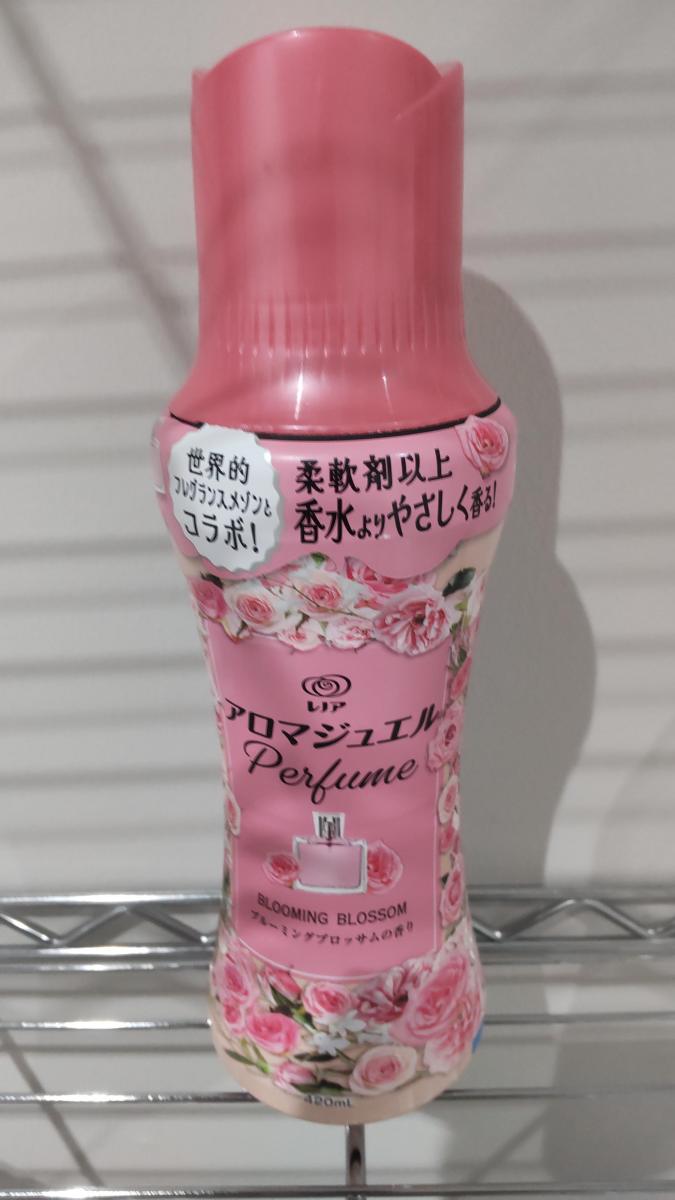 世界的
フレグランスメゾンと
コラボ!
柔軟剤以上
香水よりやさしく香る!
レノア
アロマジュエル
Perfume
BLOOMING BLOSSOM
ブルーミングブロッサムの香り
420mL